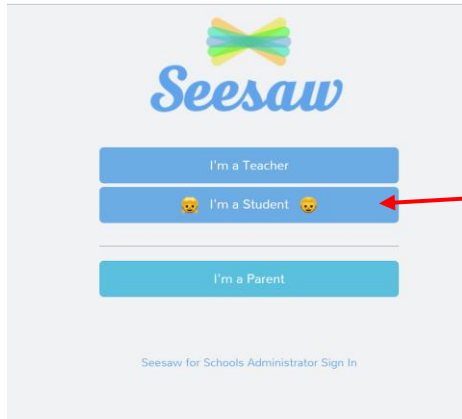 Seesaw
I'm a Teacher
I'm a Student
I'm a Parent
Seesaw for Schools Administrator Sign In